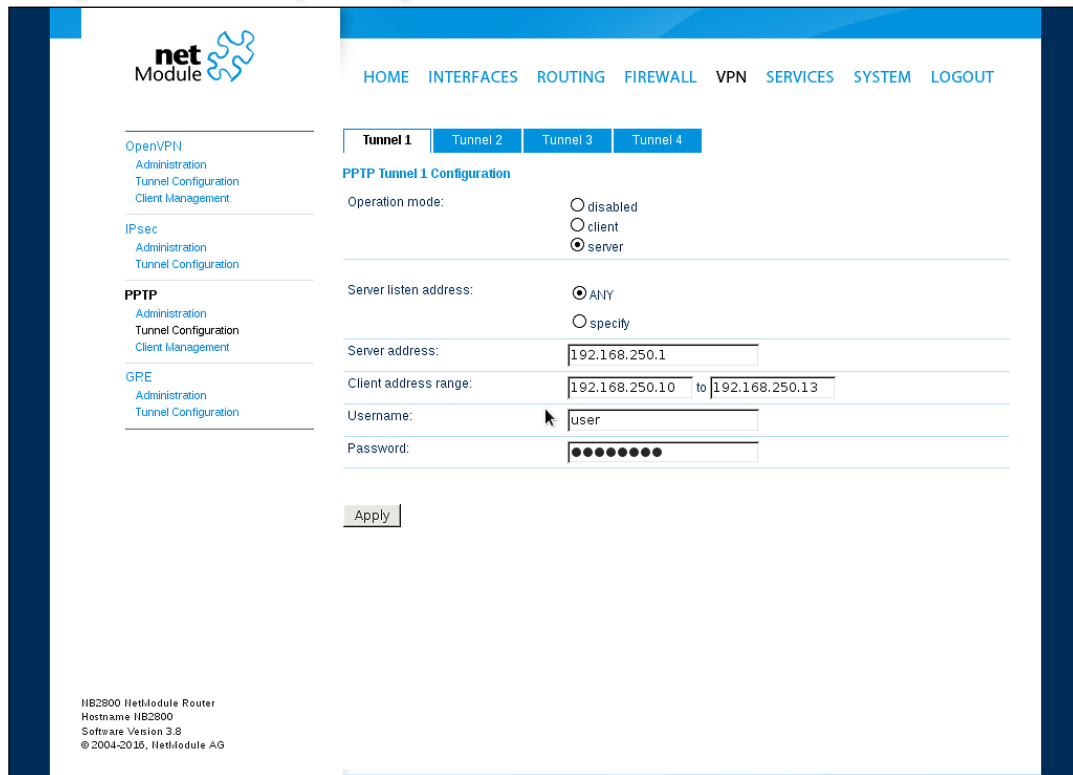 net
Module
HOME INTERFACES ROUTING FIREWALL VPN SERVICES SYSTEM LOGOUT
OpenVPN
Administration
Tunnel Configuration
Client Management
IPsec
Administration
Tunnel Configuration
PPTP
Administration
Tunnel Configuration
Client Management
GRE
Administration
Tunnel Configuration
Tunnel 1 Tunnel 2 Tunnel 3 Tunnel 4
PPTP Tunnel 1 Configuration
Operation mode:
disabled
client
server
Server listen address:
ANY
specify
Server address: 192.168.250.1
Client address range: 192.168.250.10 to 192.168.250.13
Username: user
Password: ●●●●●●●●
Apply
NB2800 NetModule Router
Hostname NB2800
Software Version 3.8
© 2004-2016, NetModule AG